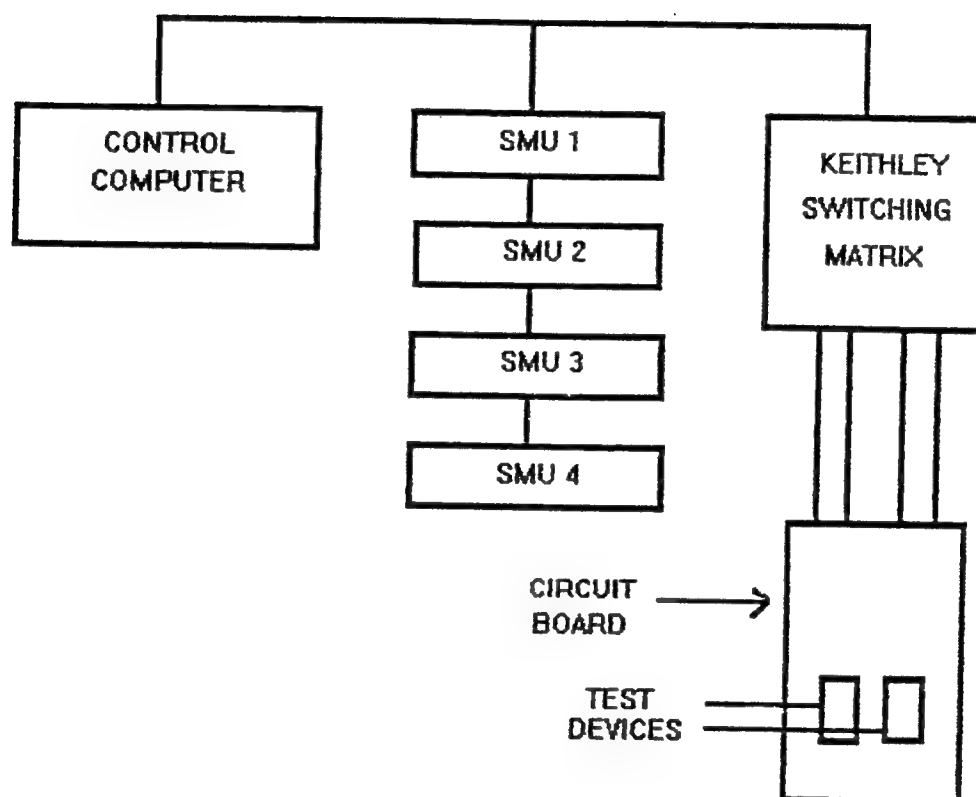 CONTROL
COMPUTER
SMU 1
SMU 2
SMU 3
SMU 4
KEITHLEY
SWITCHING
MATRIX
CIRCUIT
BOARD
TEST
DEVICES